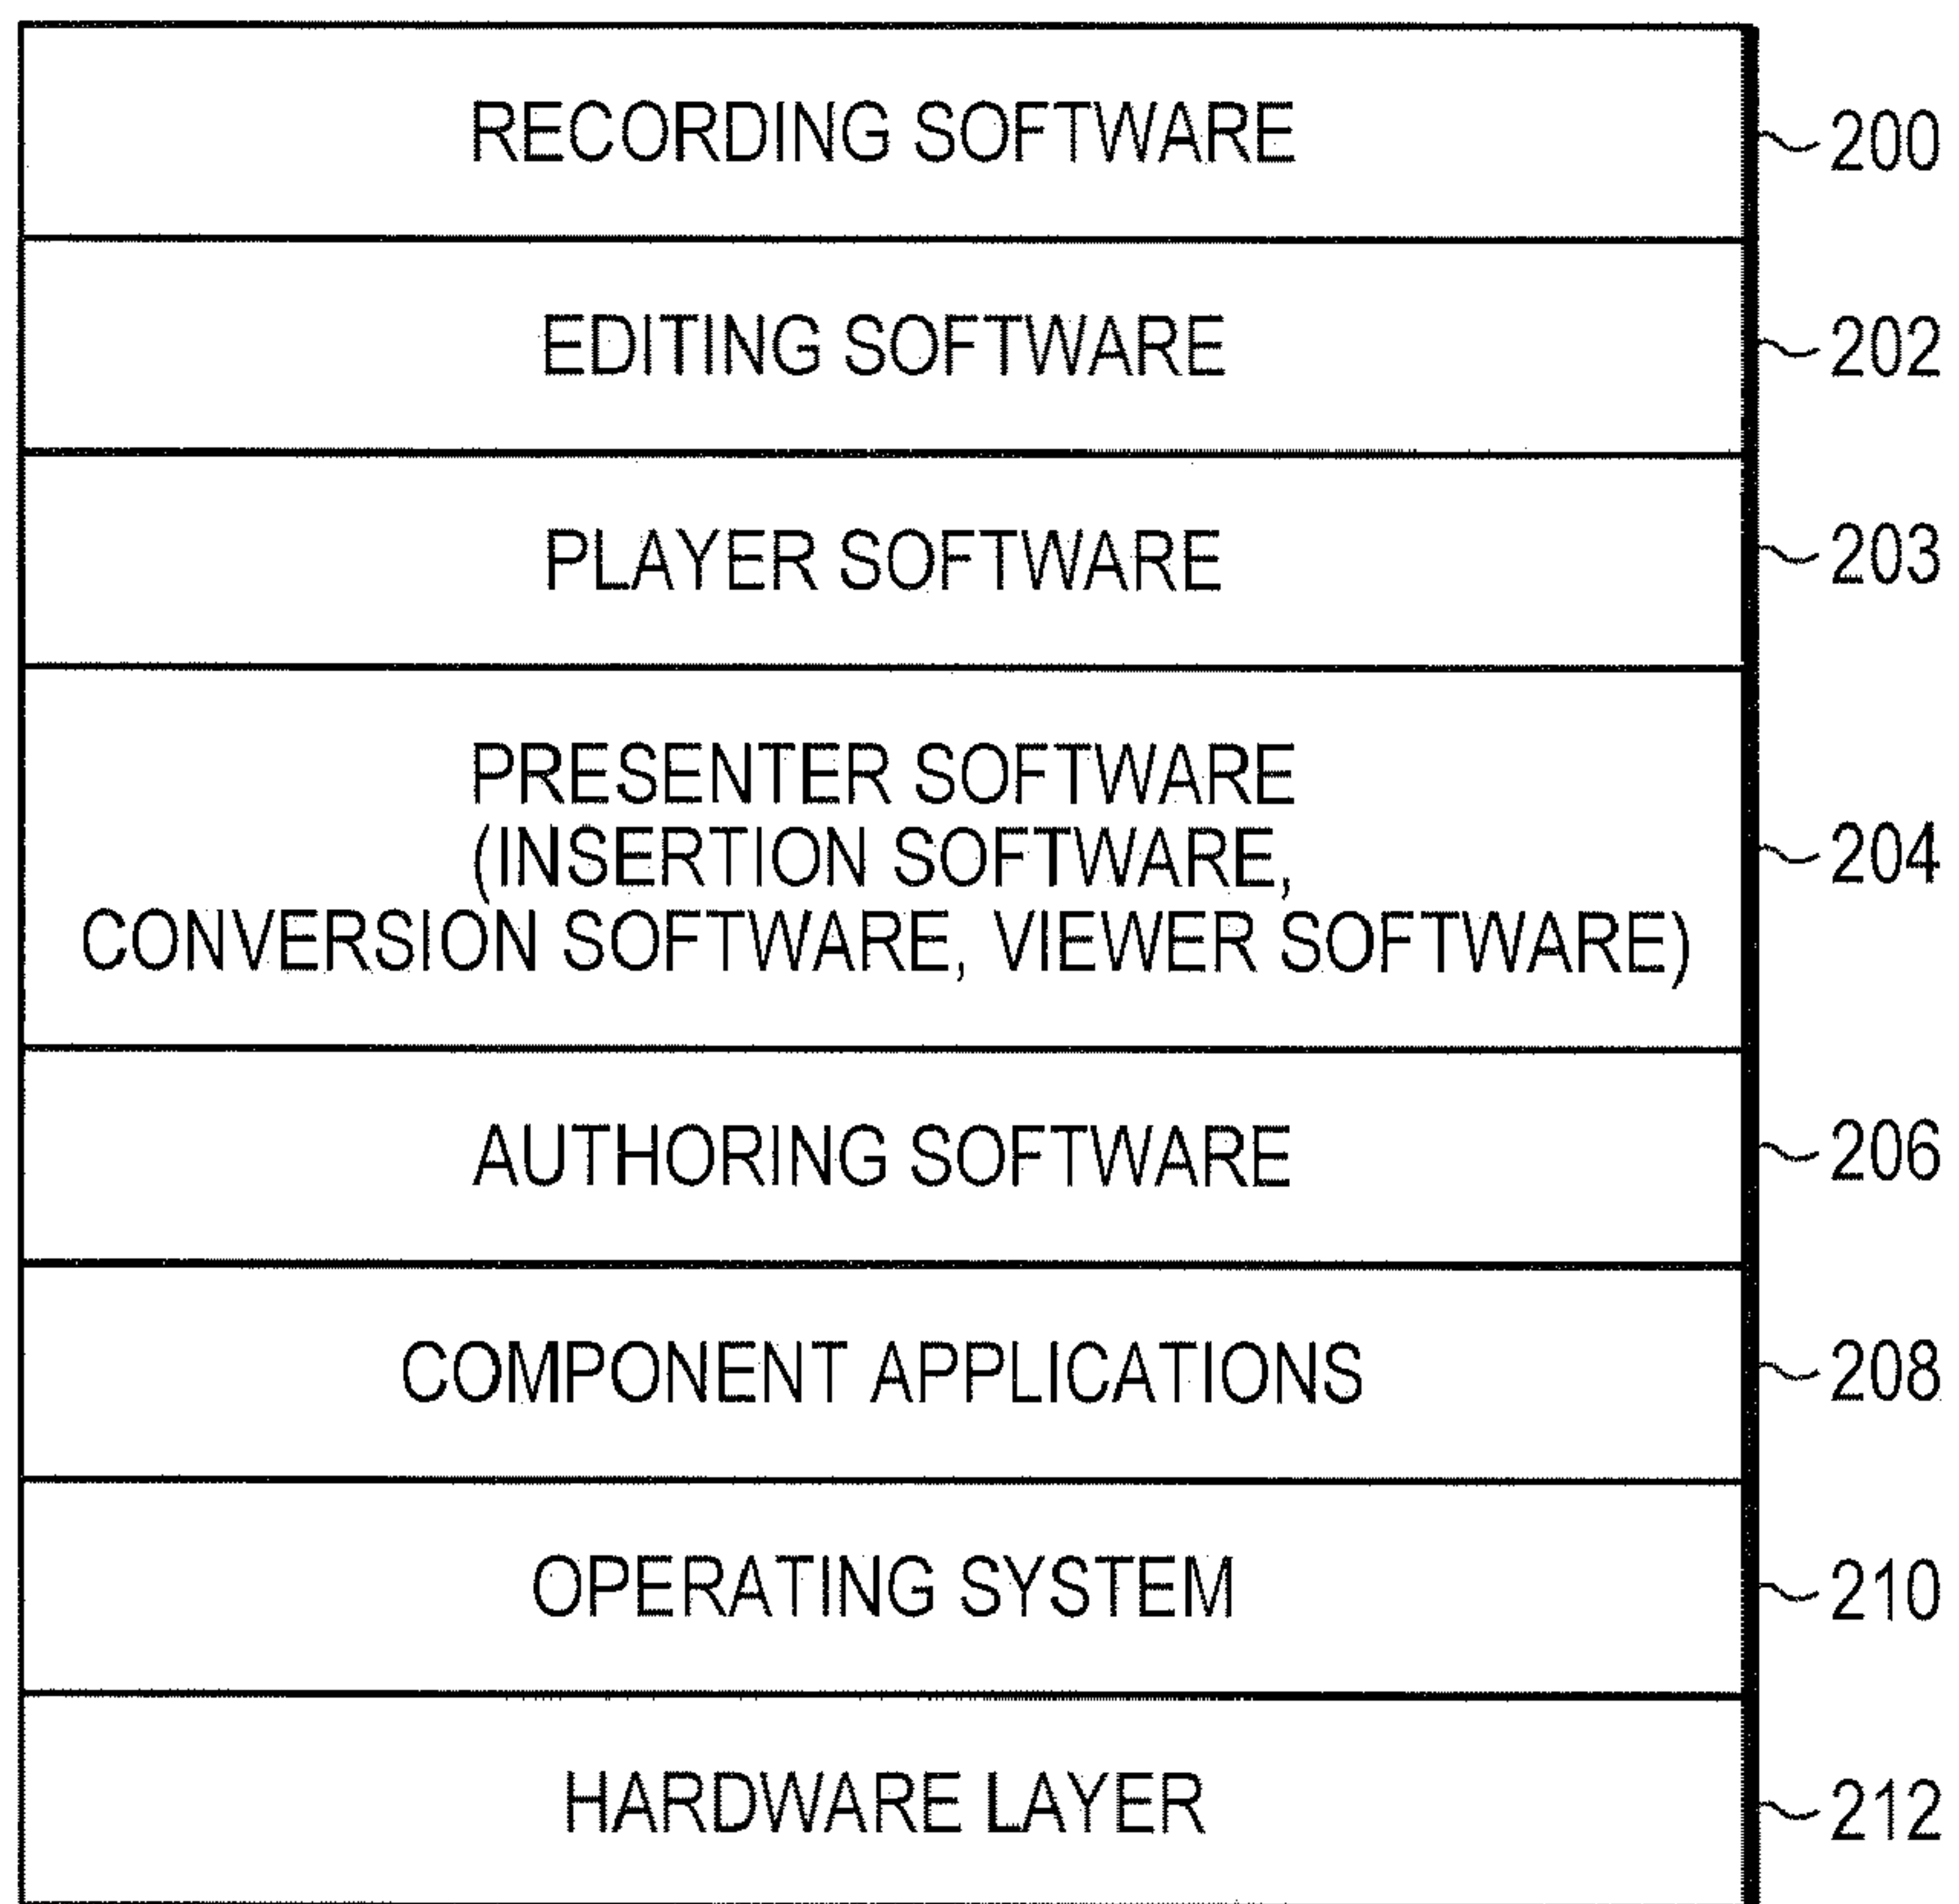 RECORDING SOFTWARE
200
EDITING SOFTWARE
202
PLAYER SOFTWARE
203
PRESENTER SOFTWARE
(INSERTION SOFTWARE,
204
CONVERSION SOFTWARE, VIEWER SOFTWARE)
AUTHORING SOFTWARE
206
COMPONENT APPLICATIONS
208
OPERATING SYSTEM
210
HARDWARE LAYER
212